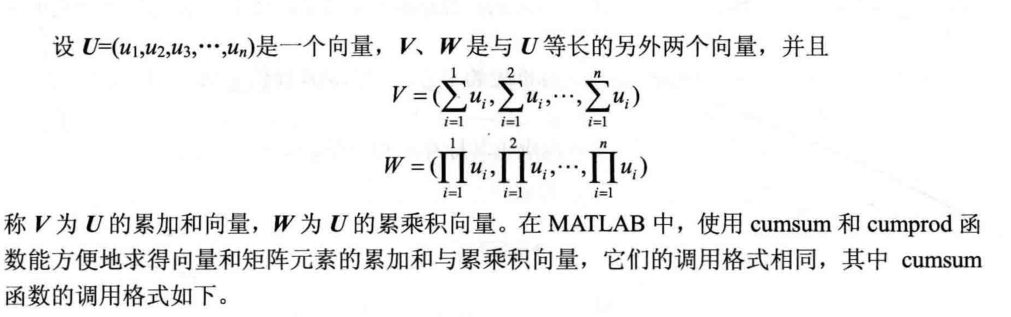 设 U=(u₁,u₂,u₃,⋯,uₙ)是一个向量，V、W 是与 U 等长的另外两个向量，并且
V=(∑_{i=1}^{1}u_i,∑_{i=1}^{2}u_i,⋯,∑_{i=1}^{n}u_i)
W=(∏_{i=1}^{1}u_i,∏_{i=1}^{2}u_i,⋯,∏_{i=1}^{n}u_i)
称 V 为 U 的累加和向量，W 为 U 的累乘积向量。在 MATLAB 中，使用 cumsum 和 cumprod 函
数能方便地求得向量和矩阵元素的累加和与累乘积向量，它们的调用格式相同，其中 cumsum
函数的调用格式如下。